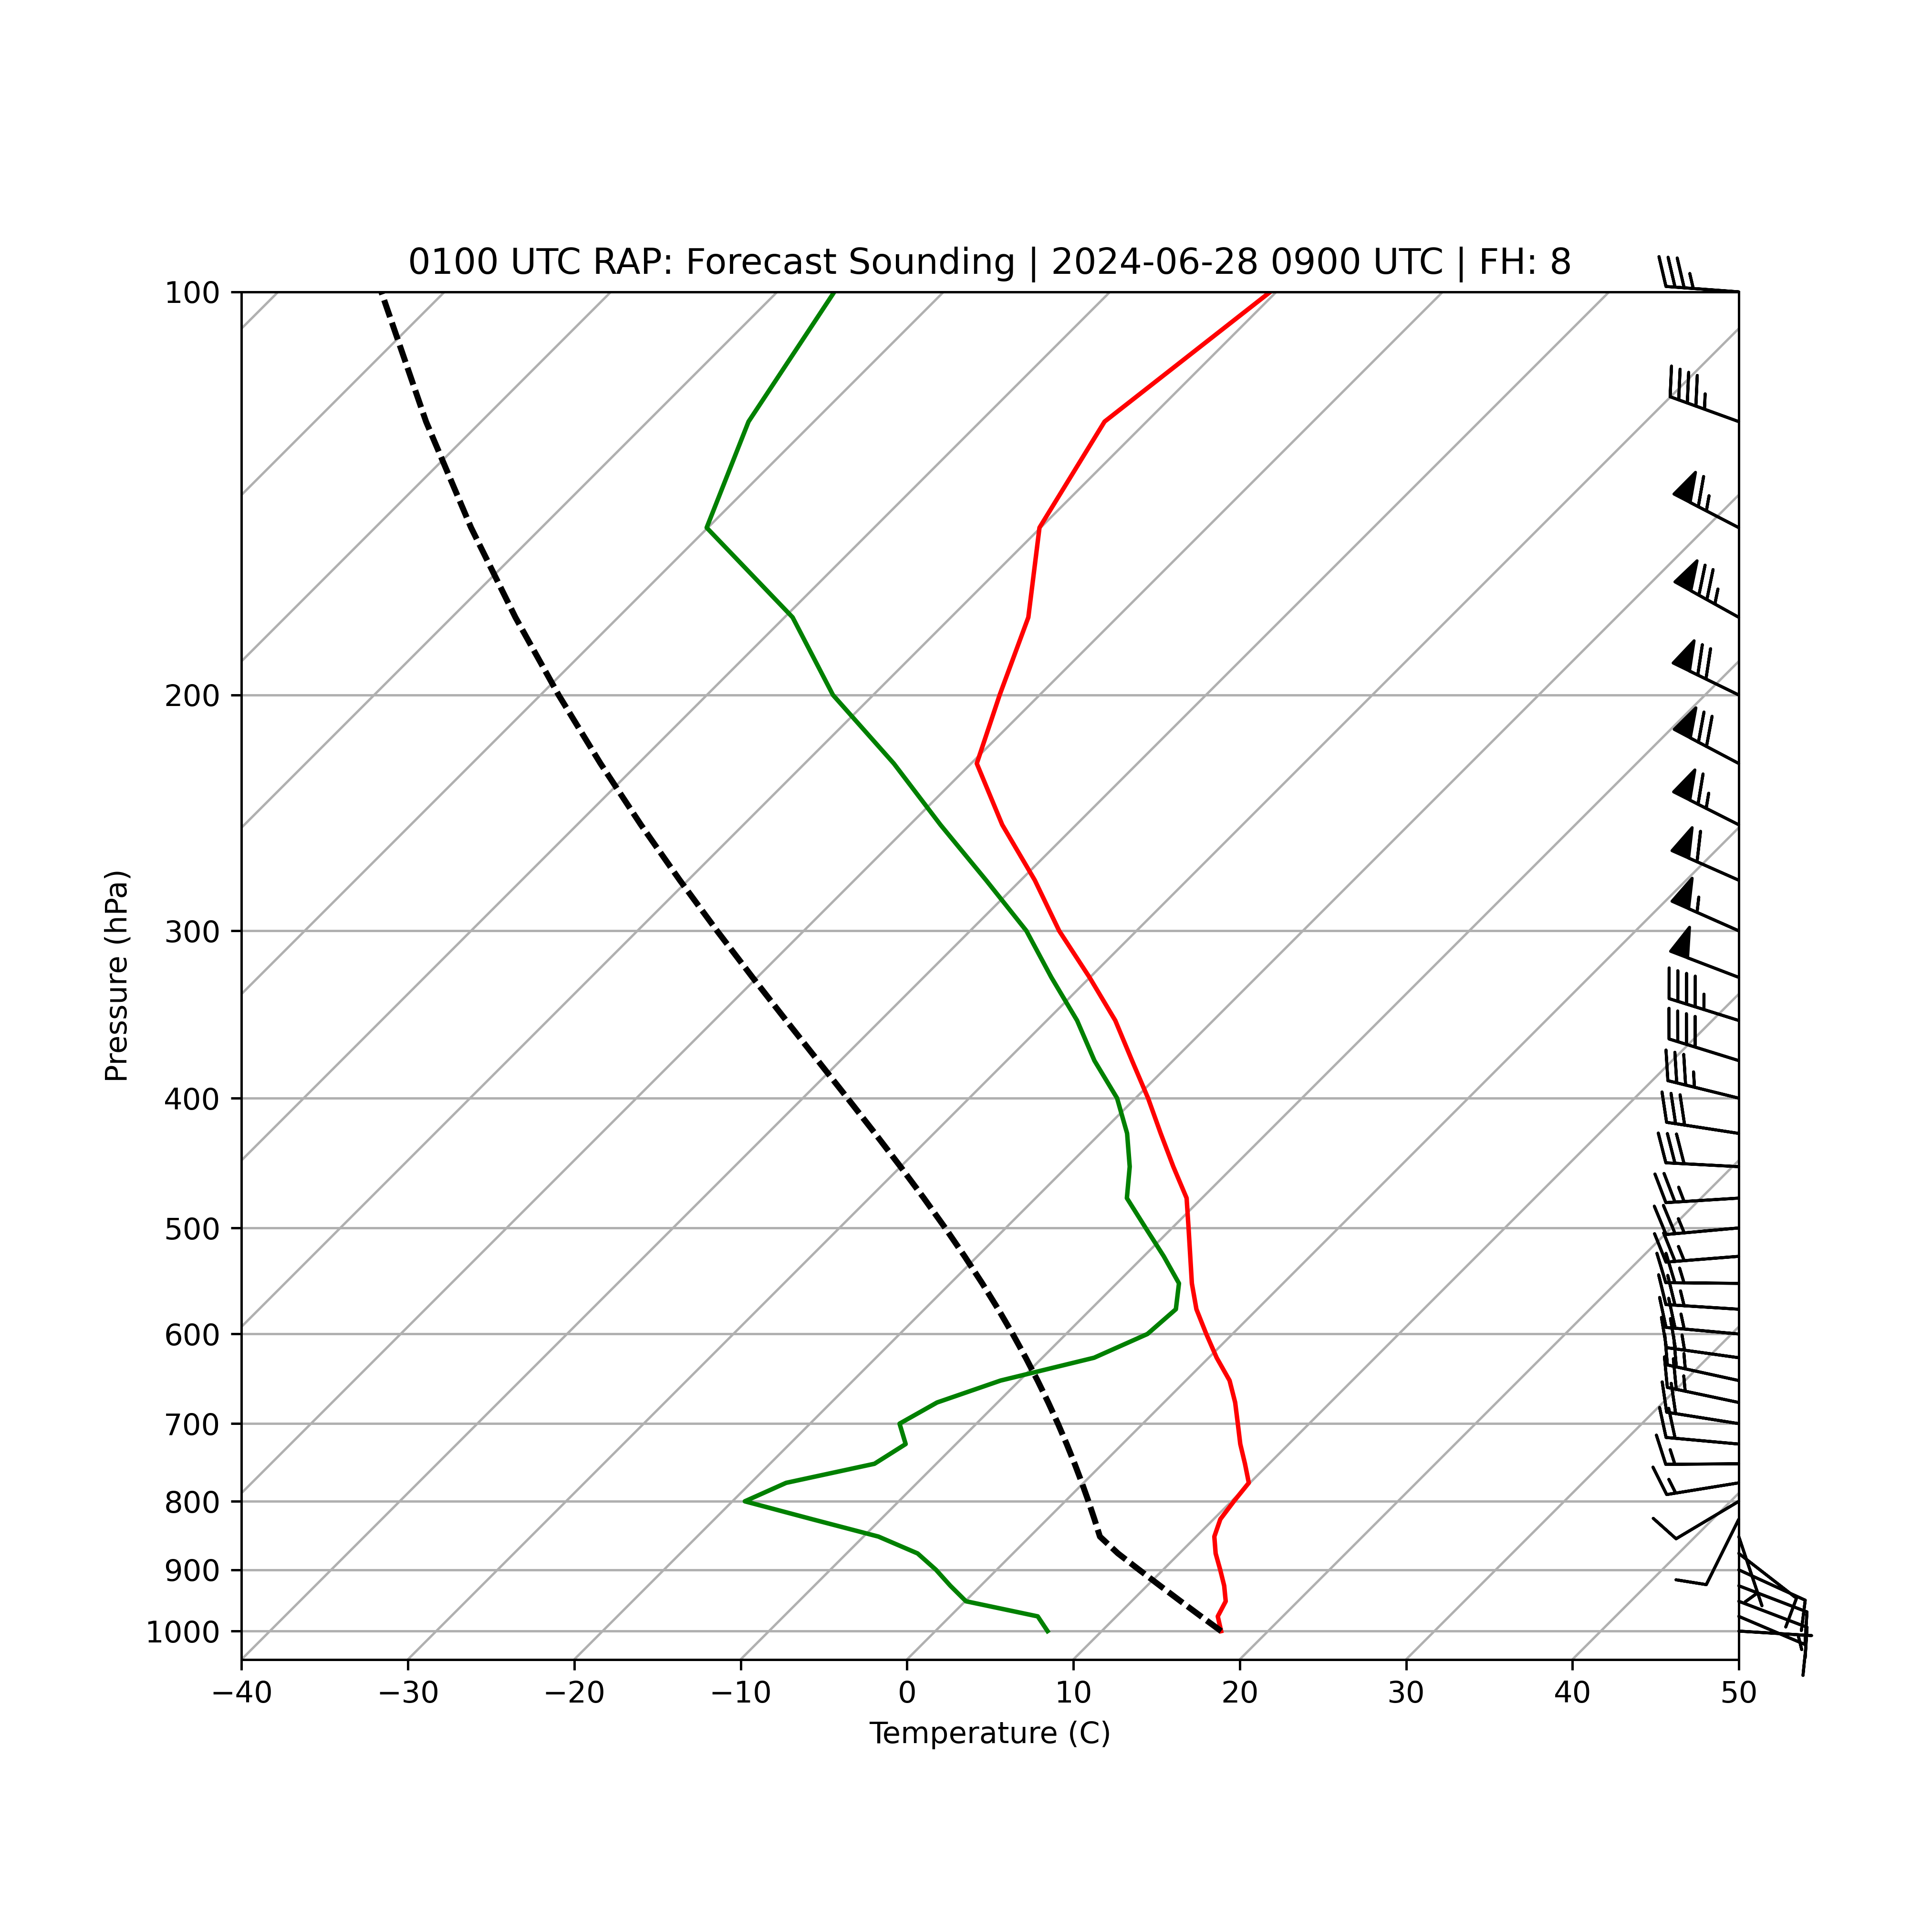 0100 UTC RAP: Forecast Sounding | 2024-06-28 0900 UTC | FH: 8
100
200
300
400
500
600
700
800
900
1000
Pressure (hPa)
−40 −30 −20 −10 0 10 20 30 40 50
Temperature (C)